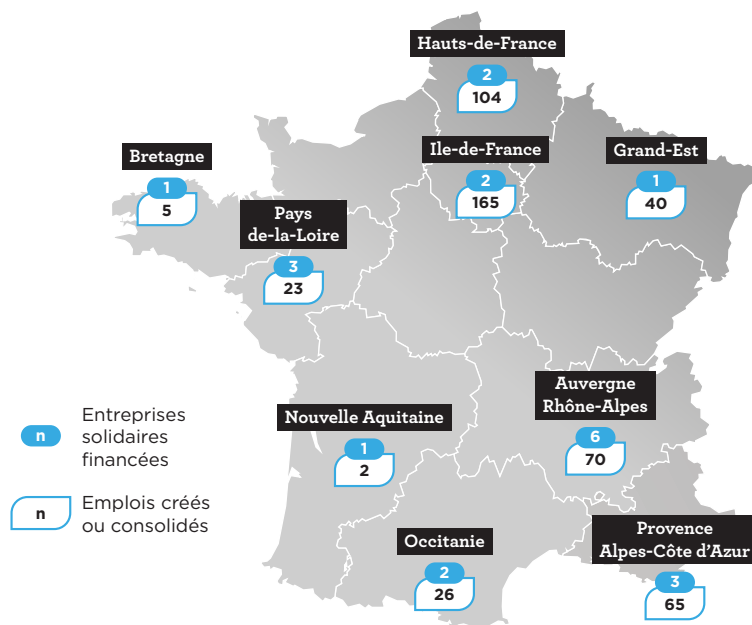 Hauts-de-France
2
104
Bretagne
1
5
Ile-de-France
2
165
Grand-Est
1
40
Pays
de-la-Loire
3
23
Auvergne
Rhône-Alpes
6
70
Nouvelle Aquitaine
1
2
n
Entreprises
solidaires
financées
n
Emplois créés
ou consolidés
Occitanie
2
26
Provence
Alpes-Côte d'Azur
3
65